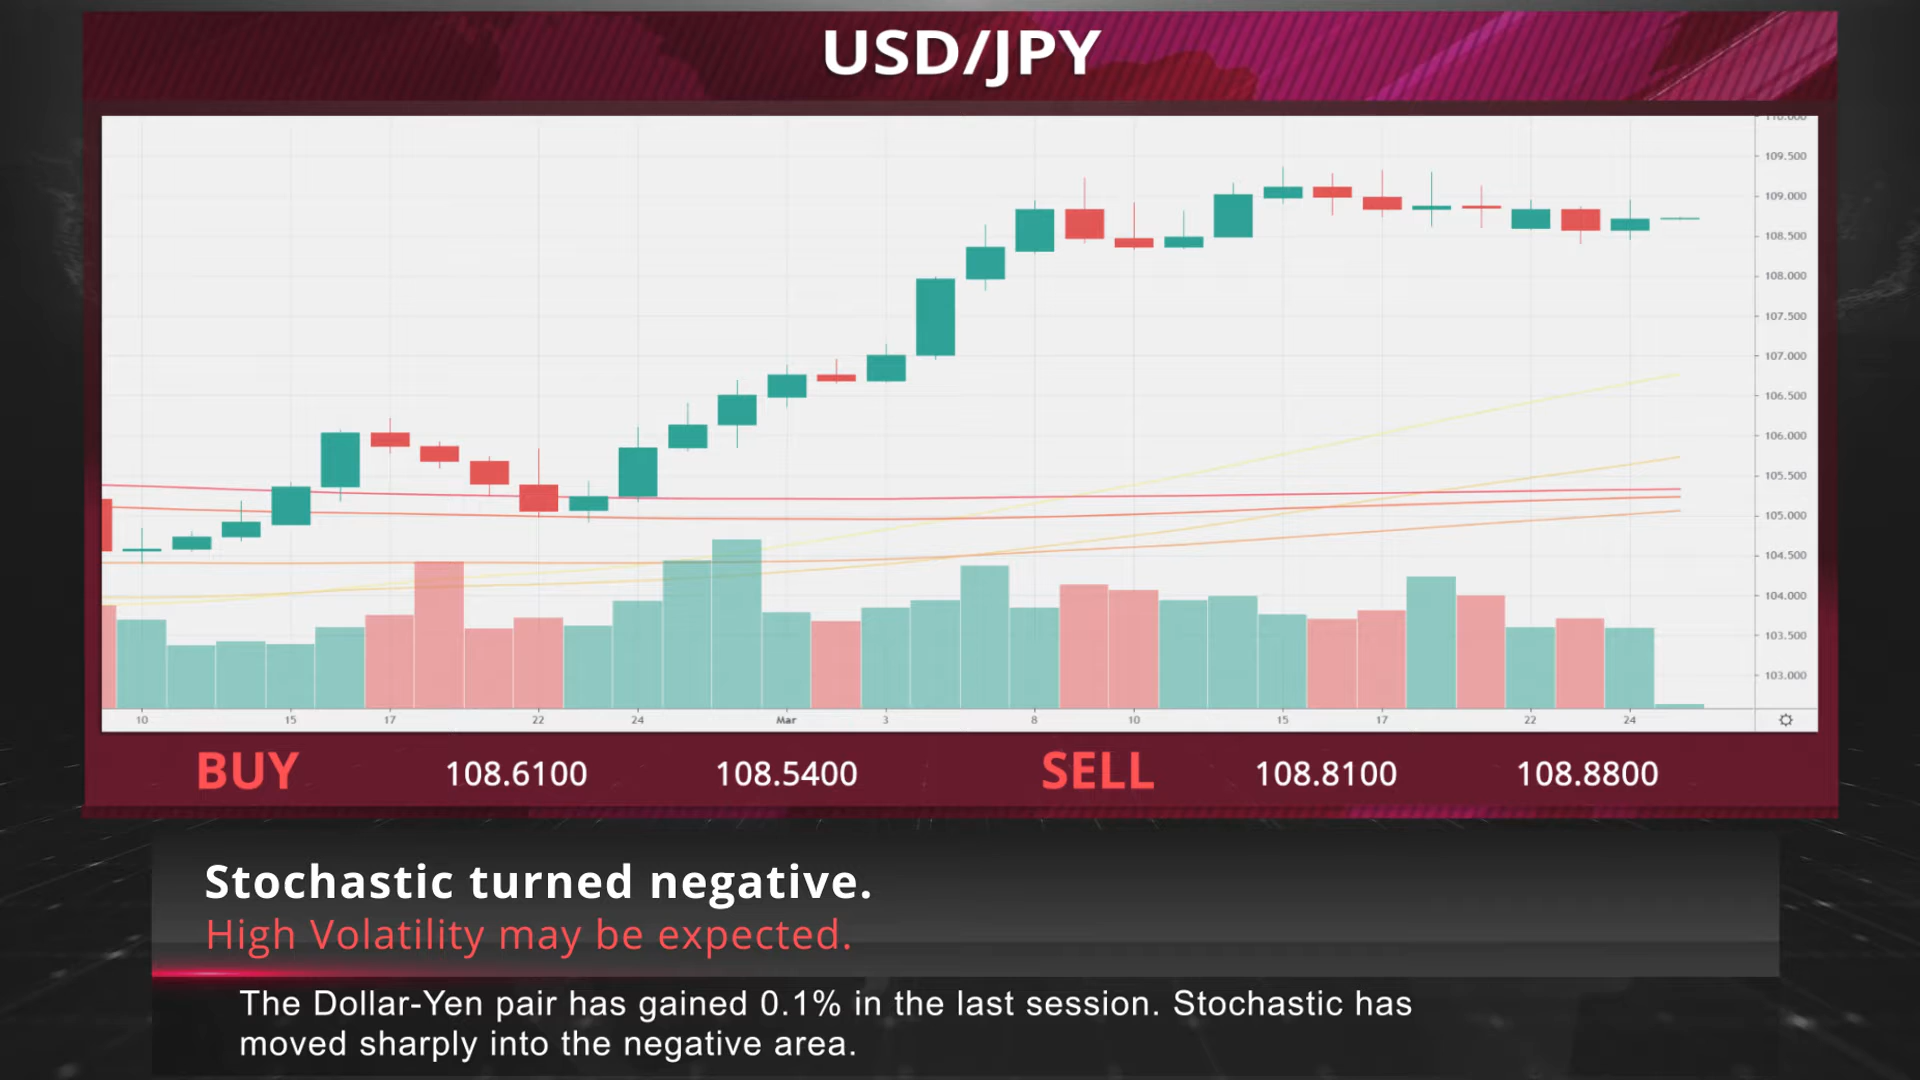 USD/JPY
110.000
109.500
109.000
108.500
108.000
107.500
107.000
106.500
106.000
105.500
105.000
104.500
104.000
103.500
103.000
10 15 17 22 24 Mar 3 8 10 15 17 22 24
BUY 108.6100 108.5400 SELL 108.8100 108.8800
Stochastic turned negative.
High Volatility may be expected.
The Dollar-Yen pair has gained 0.1% in the last session. Stochastic has
moved sharply into the negative area.